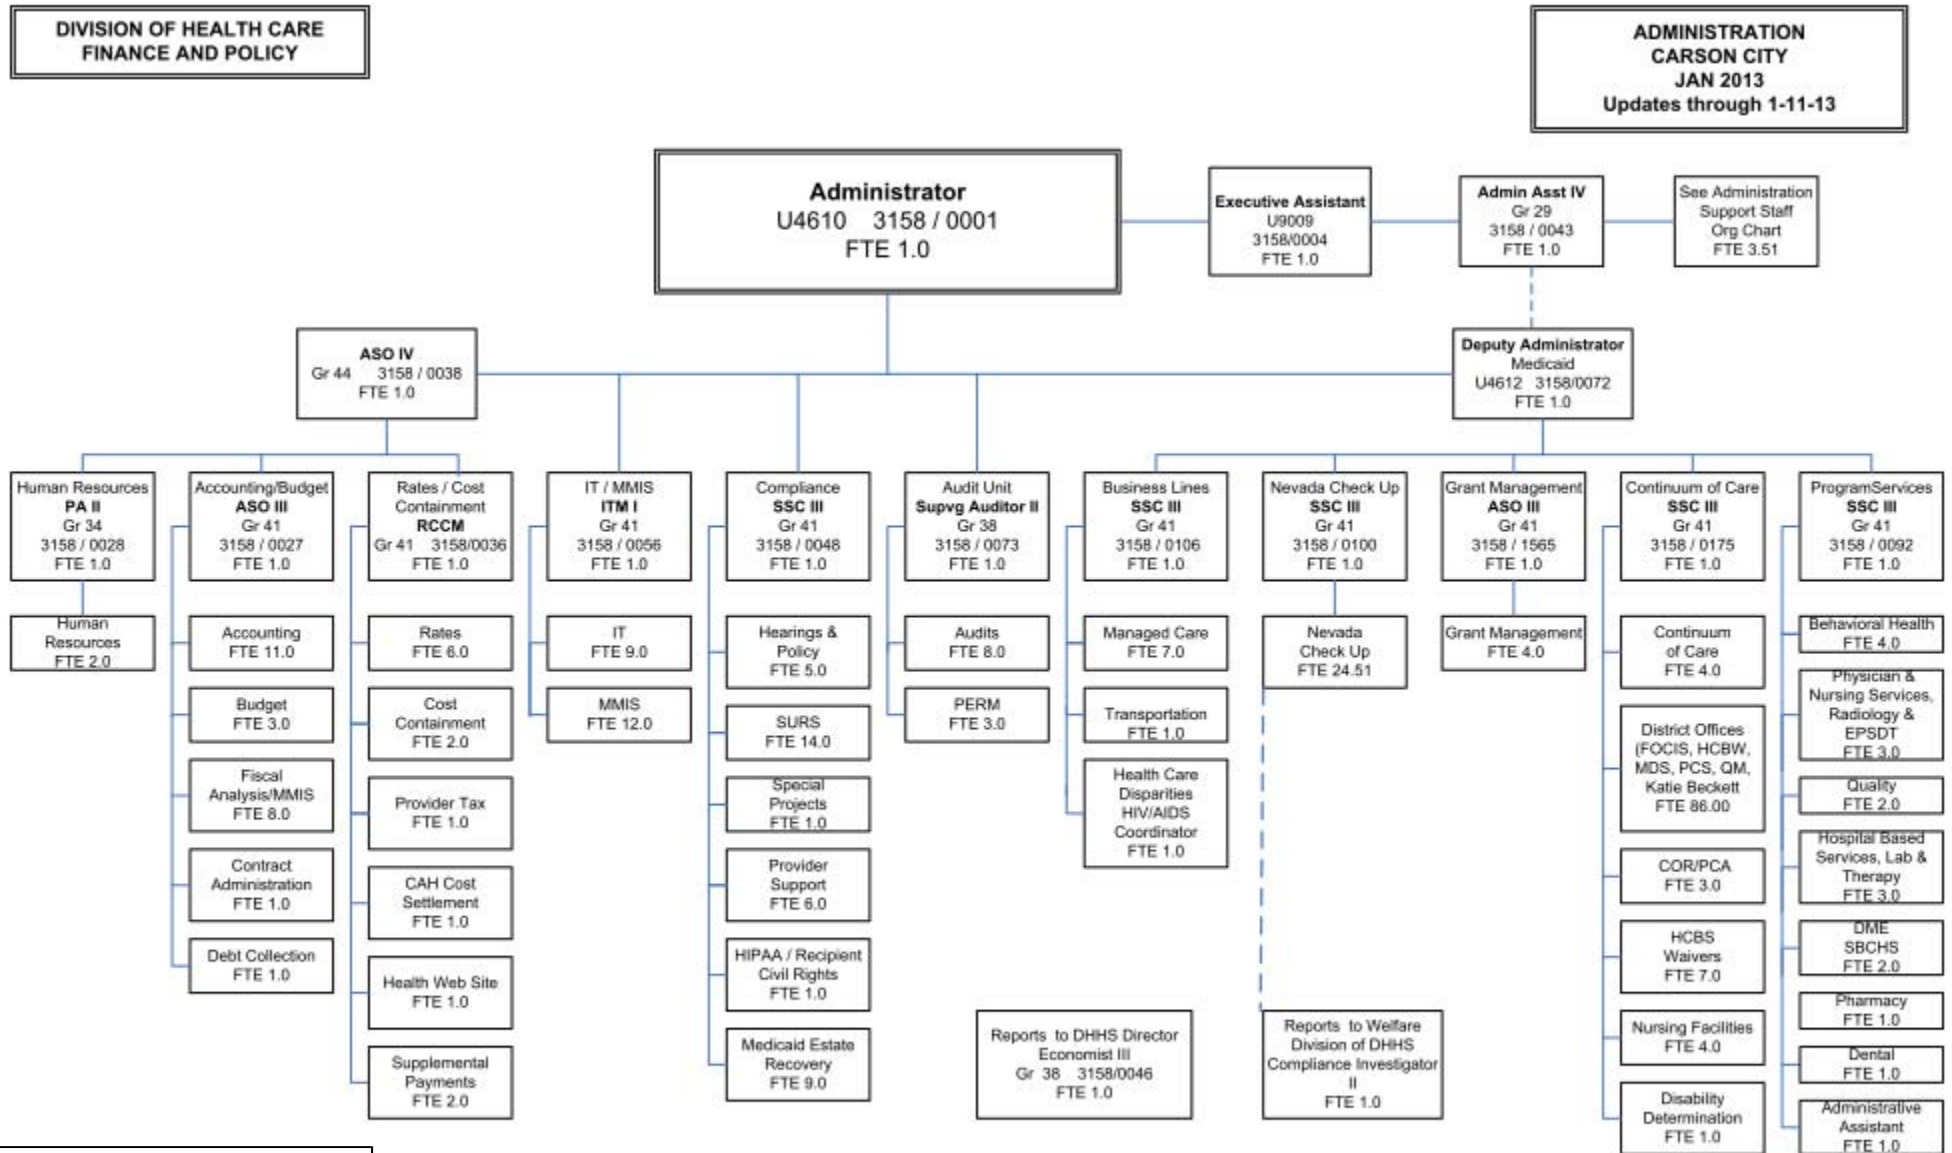 DIVISION OF HEALTH CARE
FINANCE AND POLICY
ADMINISTRATION
CARSON CITY
JAN 2013
Updates through 1-11-13
Administrator
U4610 3158 / 0001
FTE 1.0
Executive Assistant
U9009
3158/0004
FTE 1.0
Admin Asst IV
Gr 29
3158 / 0043
FTE 1.0
See Administration
Support Staff
Org Chart
FTE 3.51
ASO IV
Gr 44 3158 / 0038
FTE 1.0
Deputy Administrator
Medicaid
U4612 3158/0072
FTE 1.0
Human Resources
PA II
Gr 34
3158 / 0028
FTE 1.0
Human
Resources
FTE 2.0
Accounting/Budget
ASO III
Gr 41
3158 / 0027
FTE 1.0
Accounting
FTE 11.0
Budget
FTE 3.0
Fiscal
Analysis/MMIS
FTE 8.0
Contract
Administration
FTE 1.0
Debt Collection
FTE 1.0
Rates / Cost
Containment
RCCM
Gr 41 3158/0036
FTE 1.0
Rates
FTE 6.0
Cost
Containment
FTE 2.0
Provider Tax
FTE 1.0
CAH Cost
Settlement
FTE 1.0
Health Web Site
FTE 1.0
Supplemental
Payments
FTE 2.0
IT / MMIS
ITM I
Gr 41
3158 / 0056
FTE 1.0
IT
FTE 9.0
MMIS
FTE 12.0
Compliance
SSC III
Gr 41
3158 / 0048
FTE 1.0
Hearings &
Policy
FTE 5.0
SURS
FTE 14.0
Special
Projects
FTE 1.0
Provider
Support
FTE 6.0
HIPAA / Recipient
Civil Rights
FTE 1.0
Medicaid Estate
Recovery
FTE 9.0
Audit Unit
Supvg Auditor II
Gr 38
3158 / 0073
FTE 1.0
Audits
FTE 8.0
PERM
FTE 3.0
Business Lines
SSC III
Gr 41
3158 / 0106
FTE 1.0
Managed Care
FTE 7.0
Transportation
FTE 1.0
Health Care
Disparities
HIV/AIDS
Coordinator
FTE 1.0
Nevada Check Up
SSC III
Gr 41
3158 / 0100
FTE 1.0
Nevada
Check Up
FTE 24.51
Grant Management
ASO III
Gr 41
3158 / 1565
FTE 1.0
Grant Management
FTE 4.0
Continuum of Care
SSC III
Gr 41
3158 / 0175
FTE 1.0
Continuum
of Care
FTE 4.0
District Offices
(FOCIS, HCBW,
MDS, PCS, QM,
Katie Beckett
FTE 86.00
COR/PCA
FTE 3.0
HCBS
Waivers
FTE 7.0
Nursing Facilities
FTE 4.0
Disability
Determination
FTE 1.0
ProgramServices
SSC III
Gr 41
3158 / 0092
FTE 1.0
Behavioral Health
FTE 4.0
Physician &
Nursing Services,
Radiology &
EPSDT
FTE 3.0
Quality
FTE 2.0
Hospital Based
Services, Lab &
Therapy
FTE 3.0
DME
SBCHS
FTE 2.0
Pharmacy
FTE 1.0
Dental
FTE 1.0
Administrative
Assistant
FTE 1.0
Reports to DHHS Director
Economist III
Gr 38 3158/0046
FTE 1.0
Reports to Welfare
Division of DHHS
Compliance Investigator
II
FTE 1.0